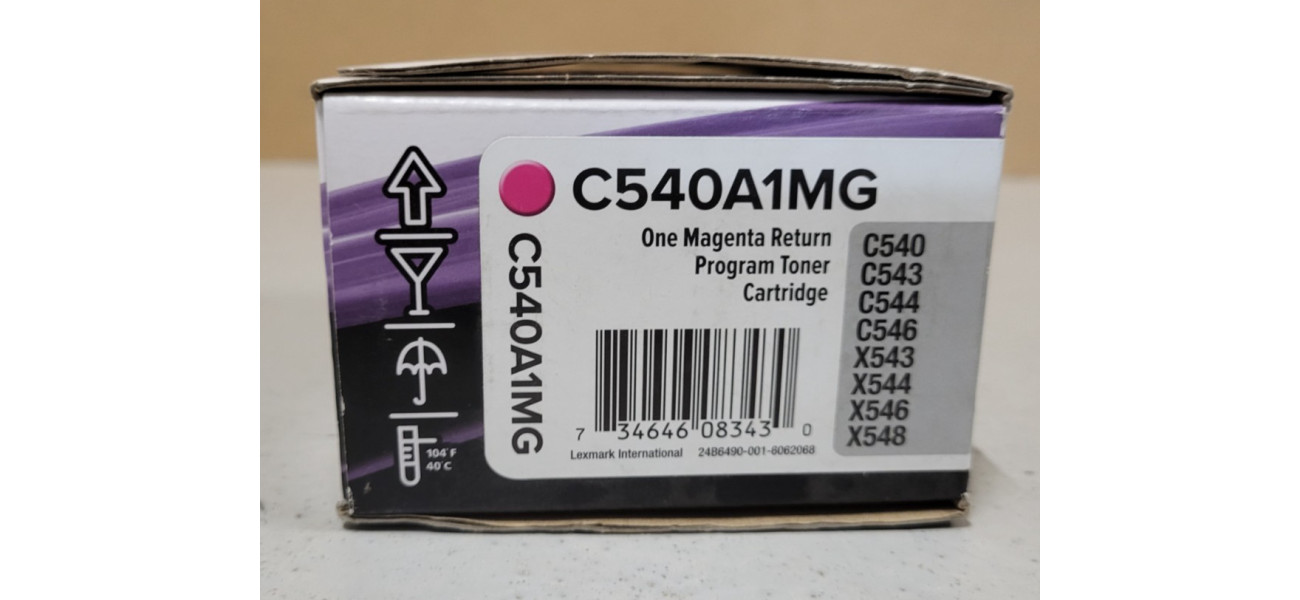 C540A1MG
C540A1MG
One Magenta Return
Program Toner
Cartridge
C540
C543
C544
C546
X543
X544
X546
X548
7 34646 08343 0
Lexmark International 24B6490-001-6062068
104°F
40°C